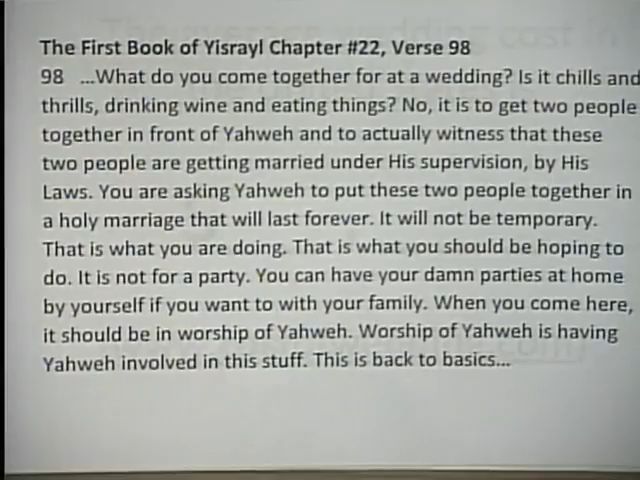 The First Book of Yisrayl Chapter #22, Verse 98
98 ...What do you come together for at a wedding? Is it chills and
thrills, drinking wine and eating things? No, it is to get two people
together in front of Yahweh and to actually witness that these
two people are getting married under His supervision, by His
Laws. You are asking Yahweh to put these two people together in
a holy marriage that will last forever. It will not be temporary.
That is what you are doing. That is what you should be hoping to
do. It is not for a party. You can have your damn parties at home
by yourself if you want to with your family. When you come here,
it should be in worship of Yahweh. Worship of Yahweh is having
Yahweh involved in this stuff. This is back to basics...